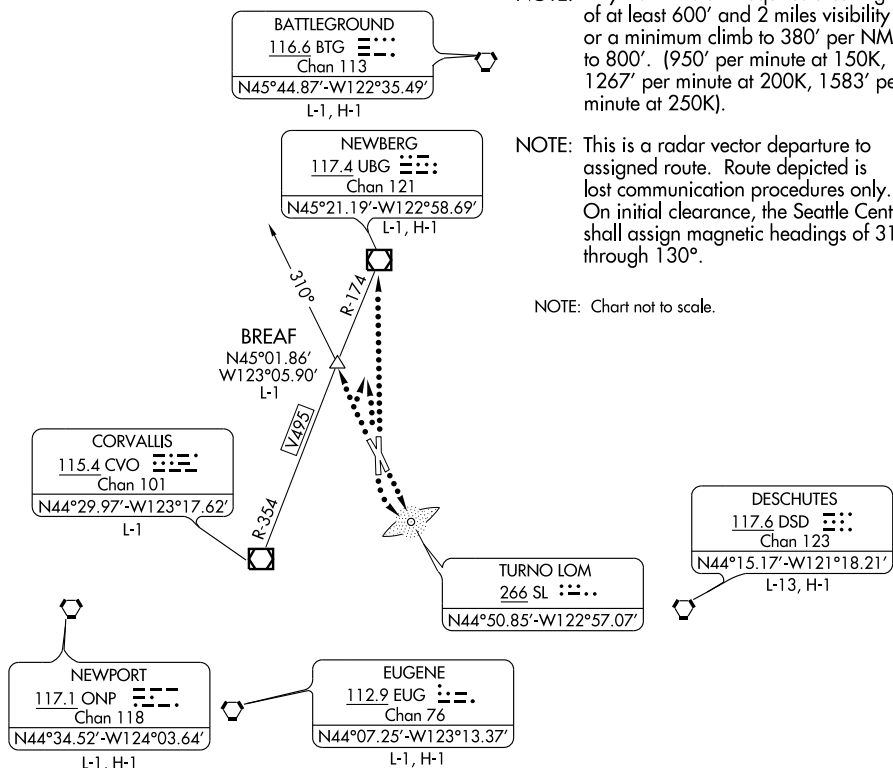 BATTLEGROUND
116.6 BTG
Chan 113
N45°44.87'-W122°35.49'
L-1, H-1
NEWBERG
117.4 UBG
Chan 121
N45°21.19'-W122°58.69'
L-1, H-1
of at least 600' and 2 miles visibility
or a minimum climb to 380' per NM
to 800'. (950' per minute at 150K,
1267' per minute at 200K, 1583' pe
minute at 250K).
NOTE: This is a radar vector departure to
assigned route. Route depicted is
lost communication procedures only.
On initial clearance, the Seattle Cent
shall assign magnetic headings of 31
through 130°.
NOTE: Chart not to scale.
310°
R-174
BREAF
N45°01.86'
W123°05.90'
L-1
V495
R-354
CORVALLIS
115.4 CVO
Chan 101
N44°29.97'-W123°17.62'
L-1
TURNO LOM
266 SL
N44°50.85'-W122°57.07'
DESCHUTES
117.6 DSD
Chan 123
N44°15.17'-W121°18.21'
L-13, H-1
NEWPORT
117.1 ONP
Chan 118
N44°34.52'-W124°03.64'
L-1, H-1
EUGENE
112.9 EUG
Chan 76
N44°07.25'-W123°13.37'
L-1, H-1